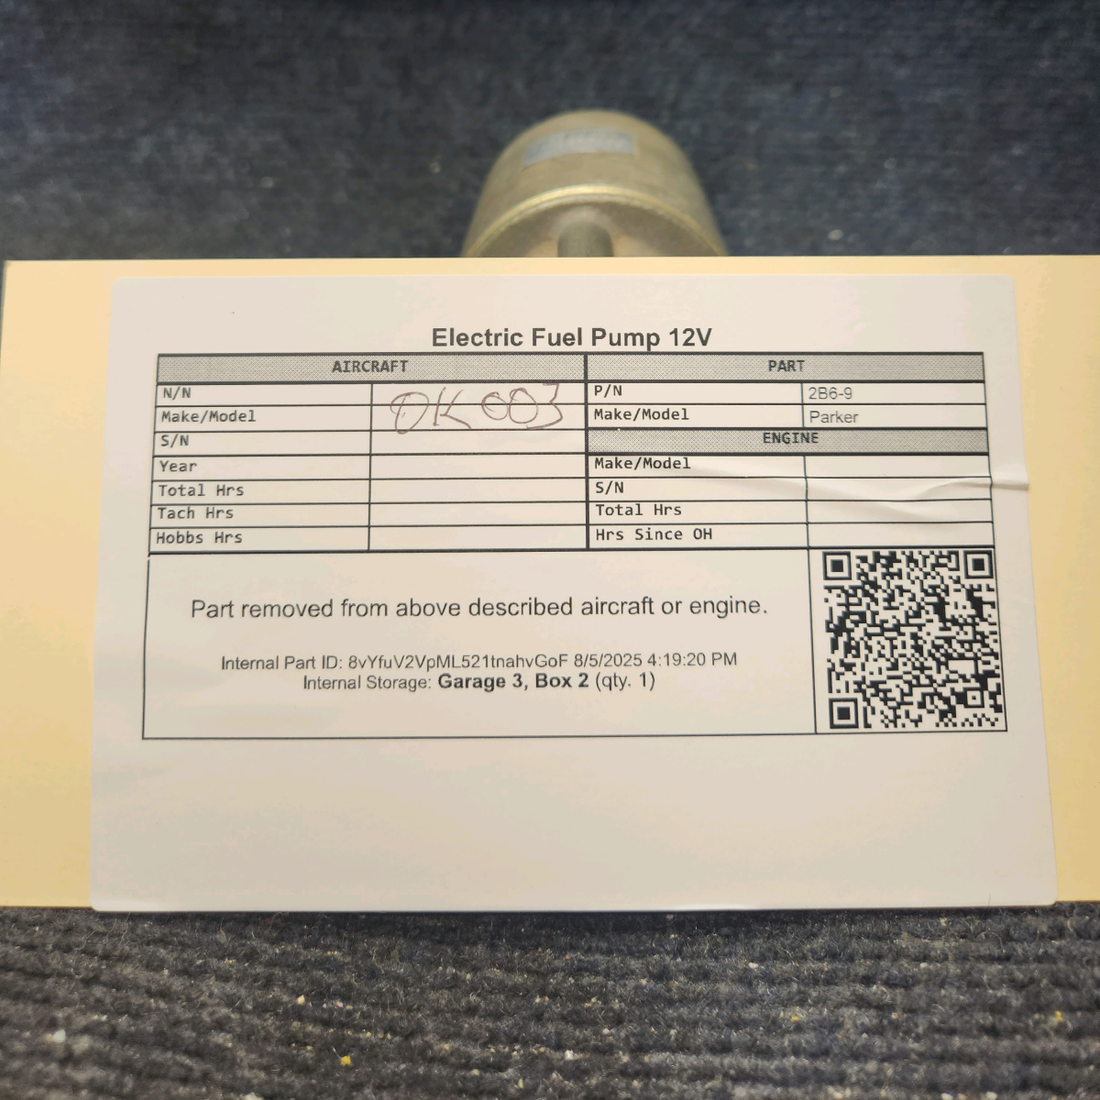 Electric Fuel Pump 12V
AIRCRAFT
PART
N/N
P/N 2B6-9
Make/Model DK 003
Make/Model Parker
S/N
ENGINE
Year
Make/Model
Total Hrs
S/N
Tach Hrs
Total Hrs
Hobbs Hrs
Hrs Since OH
Part removed from above described aircraft or engine.
Internal Part ID: 8vYfuV2VpML521tnahvGoF 8/5/2025 4:19:20 PM
Internal Storage: Garage 3, Box 2 (qty. 1)